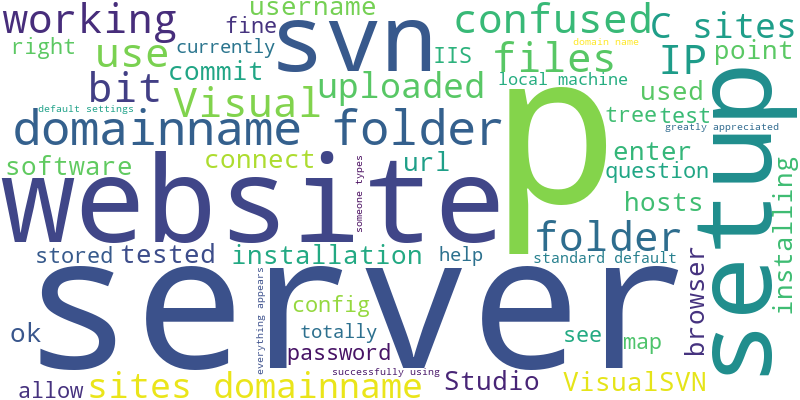 working
username
fine
svn
confused
C sites
right
use
currently
IIS
domain name
files
IP
point
bit
commit
local machine
default settings
Visual
uploaded
used
domainname folder
p
tree
test
greatly appreciated
software
connect
url
enter
question
website
someone types
hosts
setup
installing
folder
stored
tested
installation
help
standard default
browser
server
everything appears
config
ok
totally
see
map
password
allow
sites domainname
successfully using
Studio
VisualSVN